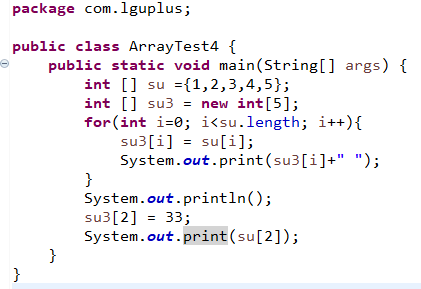 package com.lguplus;
public class ArrayTest4 {
public static void main(String[] args) {
int [] su ={1,2,3,4,5};
int [] su3 = new int[5];
for(int i=0; i<su.length; i++){
su3[i] = su[i];
System.out.print(su3[i]+" ");
}
System.out.println();
su3[2] = 33;
System.out.print(su[2]);
}
}